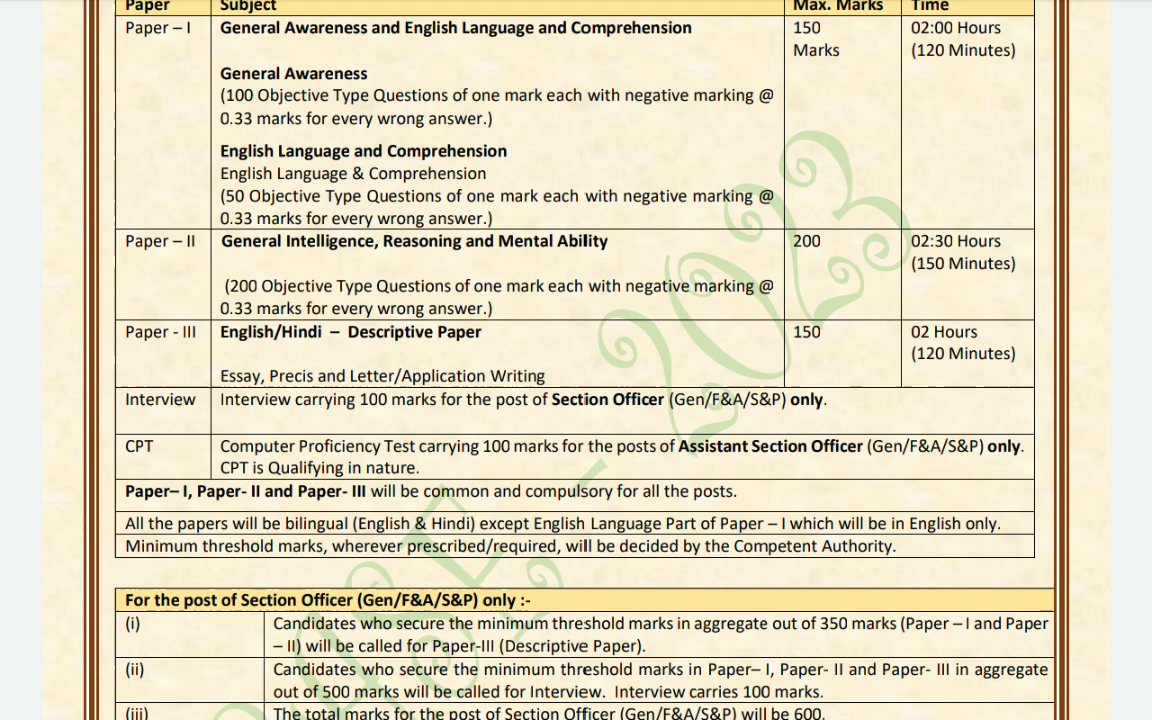 Paper Subject Max. Marks Time
Paper – I General Awareness and English Language and Comprehension 150 02:00 Hours
Marks (120 Minutes)
General Awareness
(100 Objective Type Questions of one mark each with negative marking @
0.33 marks for every wrong answer.)
English Language and Comprehension
English Language & Comprehension
(50 Objective Type Questions of one mark each with negative marking @
0.33 marks for every wrong answer.)
Paper – II General Intelligence, Reasoning and Mental Ability 200 02:30 Hours
(150 Minutes)
(200 Objective Type Questions of one mark each with negative marking @
0.33 marks for every wrong answer.)
Paper - III English/Hindi – Descriptive Paper 150 02 Hours
(120 Minutes)
Essay, Precis and Letter/Application Writing
Interview Interview carrying 100 marks for the post of Section Officer (Gen/F&A/S&P) only.
CPT Computer Proficiency Test carrying 100 marks for the posts of Assistant Section Officer (Gen/F&A/S&P) only.
CPT is Qualifying in nature.
Paper– I, Paper- II and Paper- III will be common and compulsory for all the posts.
All the papers will be bilingual (English & Hindi) except English Language Part of Paper – I which will be in English only.
Minimum threshold marks, wherever prescribed/required, will be decided by the Competent Authority.
For the post of Section Officer (Gen/F&A/S&P) only :-
(i) Candidates who secure the minimum threshold marks in aggregate out of 350 marks (Paper – I and Paper
– II) will be called for Paper-III (Descriptive Paper).
(ii) Candidates who secure the minimum threshold marks in Paper– I, Paper- II and Paper- III in aggregate
out of 500 marks will be called for Interview. Interview carries 100 marks.
(iii) The total marks for the post of Section Officer (Gen/F&A/S&P) will be 600.
2023